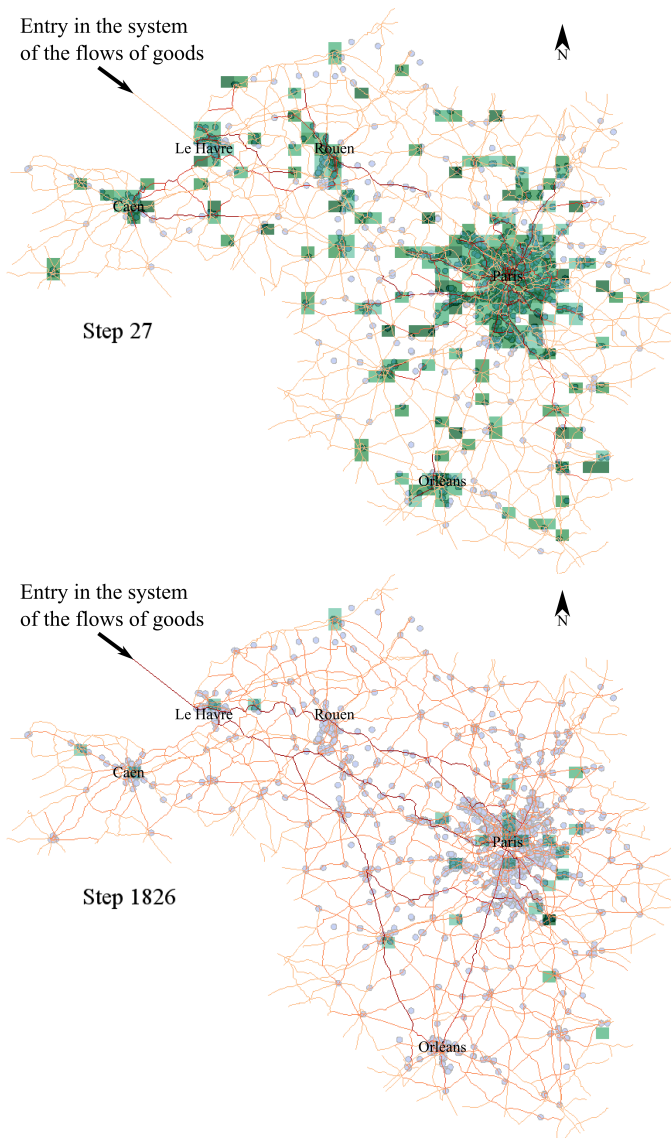 Entry in the system
of the flows of goods
N
Le Havre
Rouen
Caen
Paris
Step 27
Orléans
Entry in the system
of the flows of goods
N
Le Havre
Rouen
Caen
Paris
Step 1826
Orléans